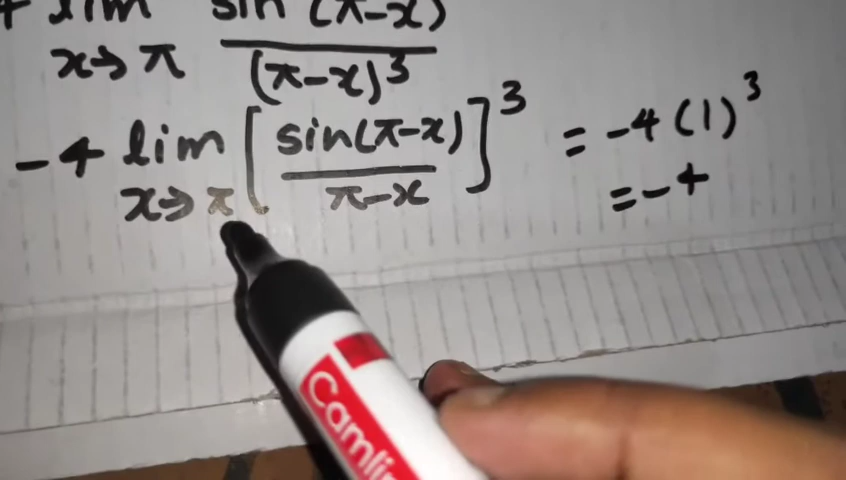 lim sin(π-x)
x→π (π-x)³
-4 lim [sin(π-x) / π-x]³ = -4(1)³
x→π
= -4
Camlin